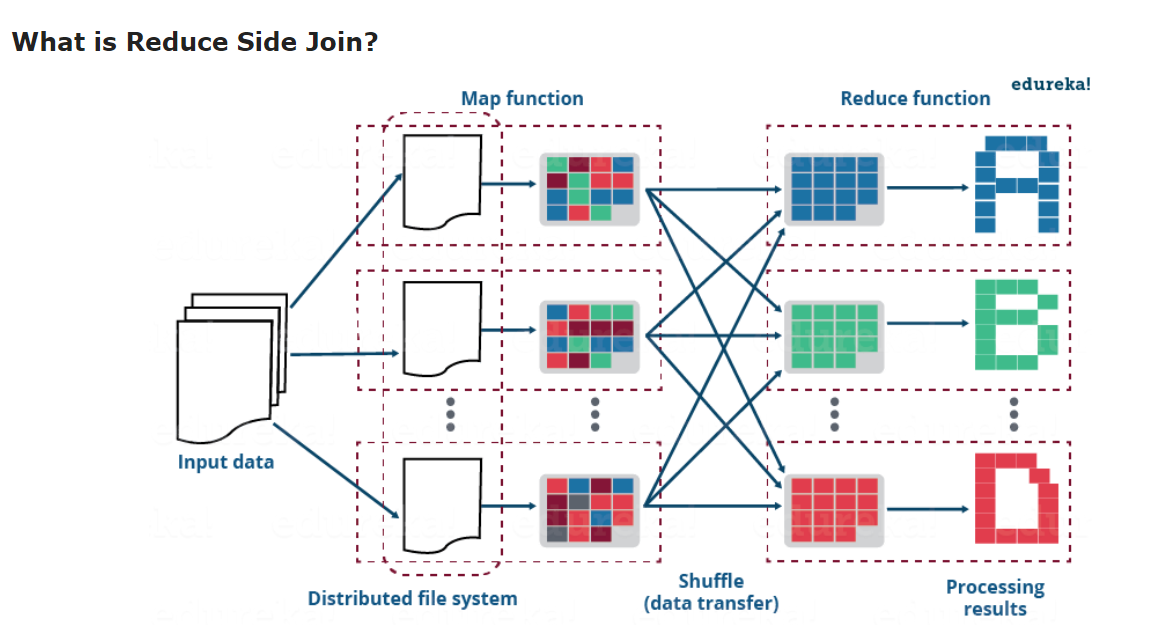 What is Reduce Side Join?
edureka!
Map function
Reduce function
Input data
Distributed file system
Shuffle
(data transfer)
Processing
results